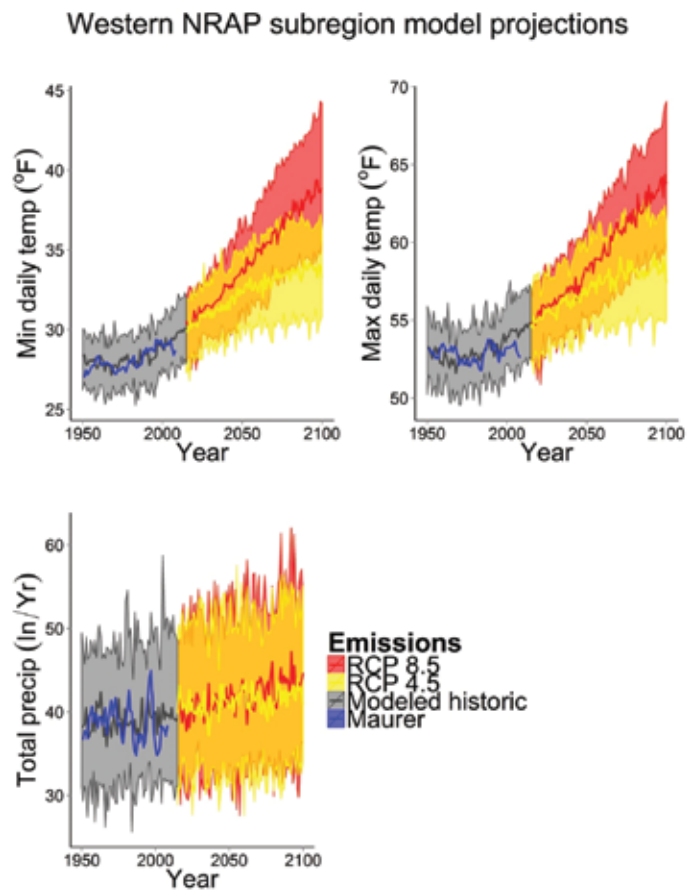 Western NRAP subregion model projections
Min daily temp (°F)
45
40
35
30
25
1950 2000 2050 2100
Year
Max daily temp (°F)
70
65
60
55
50
1950 2000 2050 2100
Year
Total precip (In/Yr)
60
50
40
30
1950 2000 2050 2100
Year
Emissions
RCP 8.5
RCP 4.5
Modeled historic
Maurer